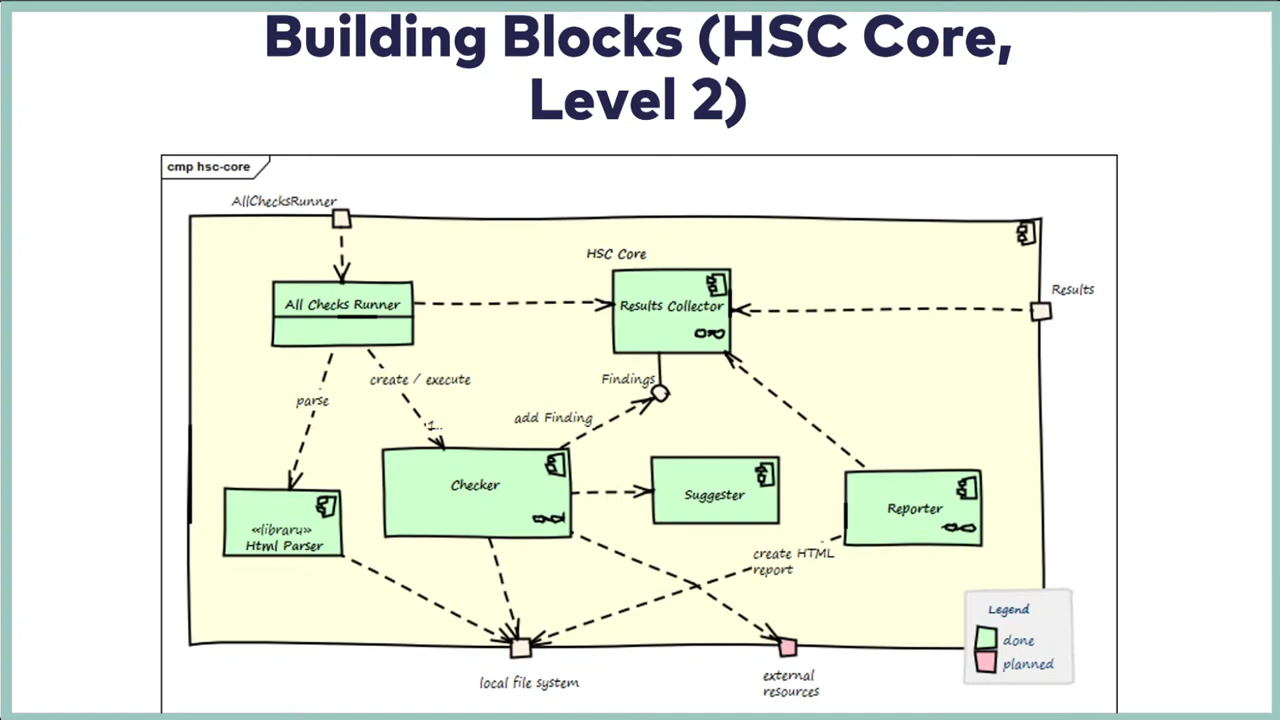 Building Blocks (HSC Core,
Level 2)
cmp hsc-core
AllChecksRunner
HSC Core
All Checks Runner
Results Collector
Results
parse
create / execute
1..
Findings
add Finding
Checker
Suggester
Reporter
«library»
Html Parser
create HTML
report
local file system
external
resources
Legend
done
planned